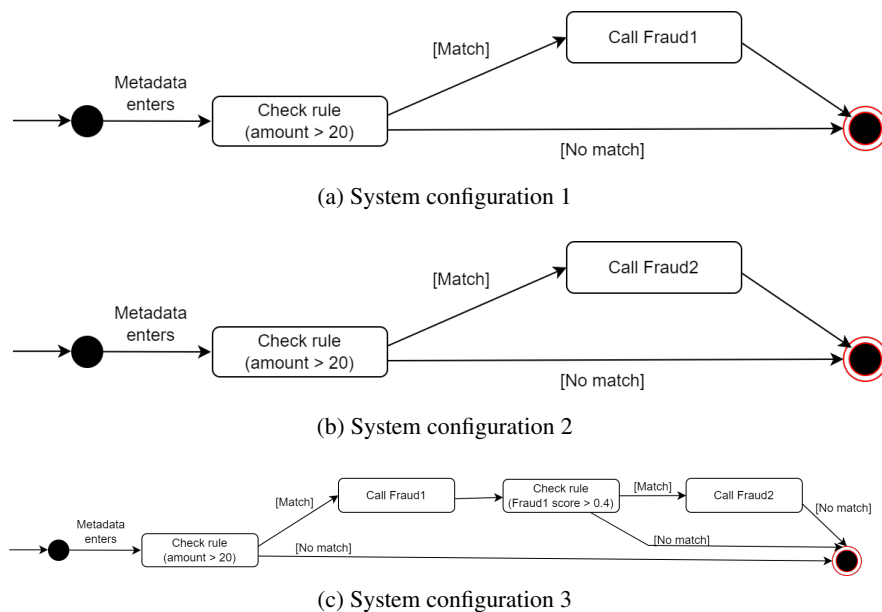 Call Fraud1
[Match]
Metadata
enters
Check rule
(amount > 20)
[No match]
(a) System configuration 1
Call Fraud2
[Match]
Metadata
enters
Check rule
(amount > 20)
[No match]
(b) System configuration 2
[Match]
Call Fraud1
Check rule
(Fraud1 score > 0.4)
[Match]
Call Fraud2
[No match]
Metadata
enters
Check rule
(amount > 20)
[No match]
[No match]
(c) System configuration 3